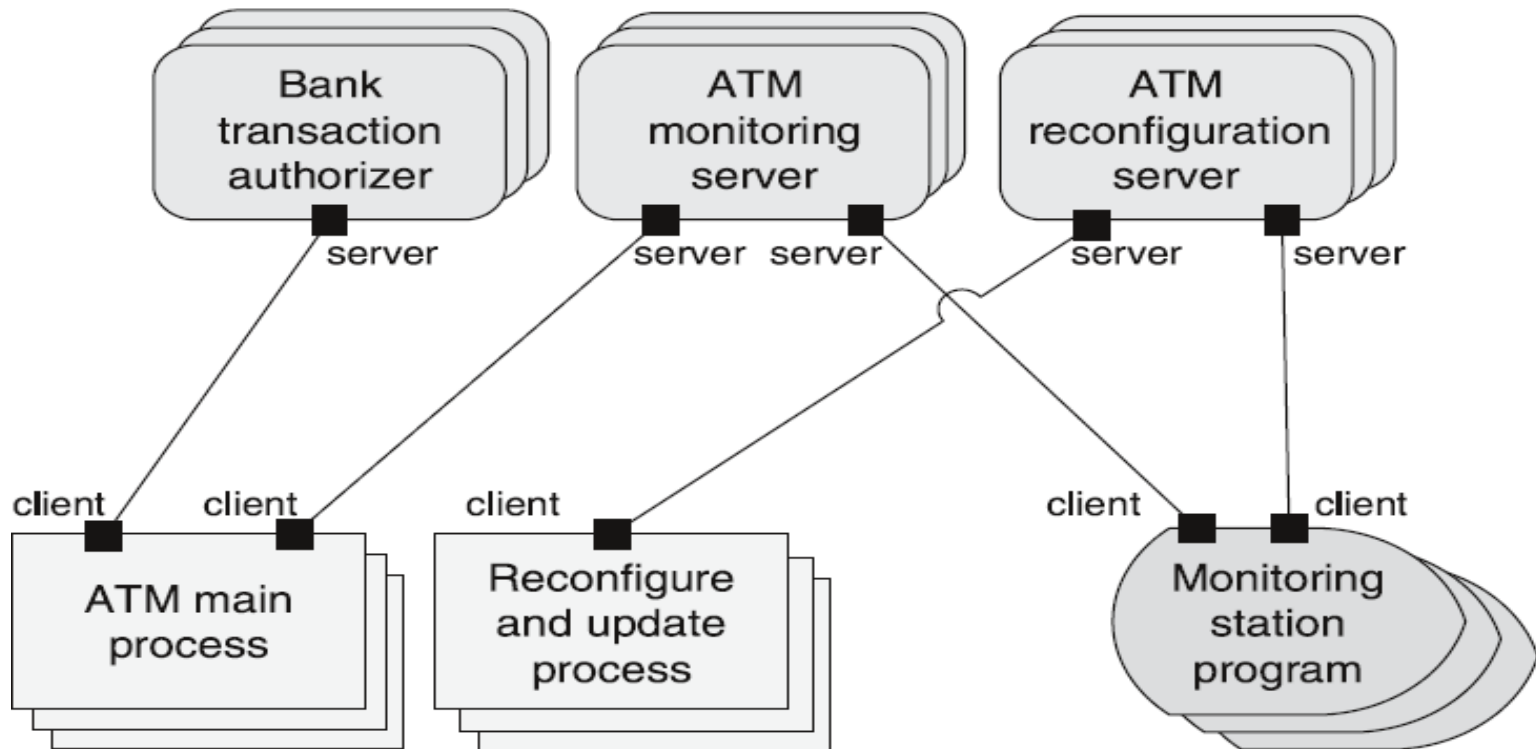 Bank
transaction
authorizer
ATM
monitoring
server
ATM
reconfiguration
server
server
server
server
server
server
client
client
client
client
client
ATM main
process
Reconfigure
and update
process
Monitoring
station
program